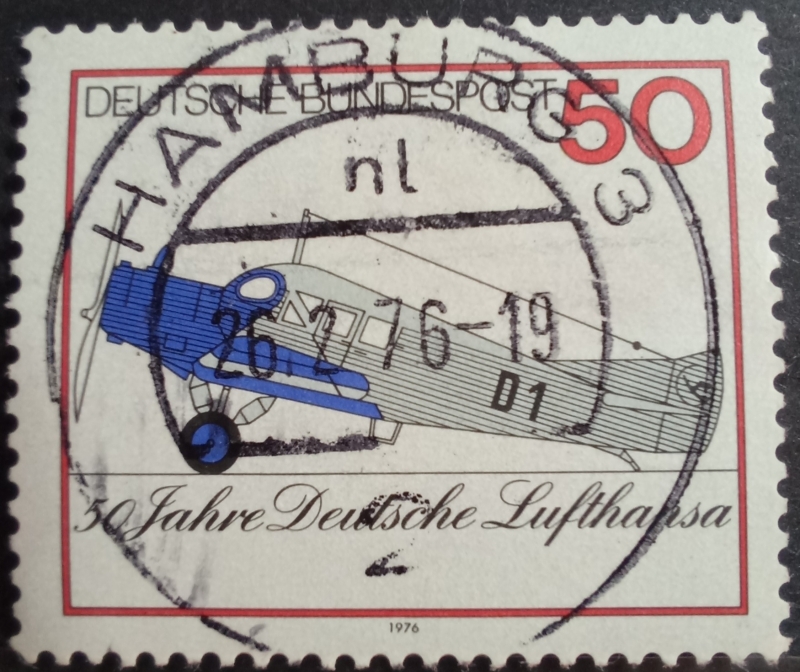 DEUTSCHE BUNDESPOST 50
HAMBURG 3
nl
26.2 76-19
D1
50 Jahre Deutsche Lufthansa
1976